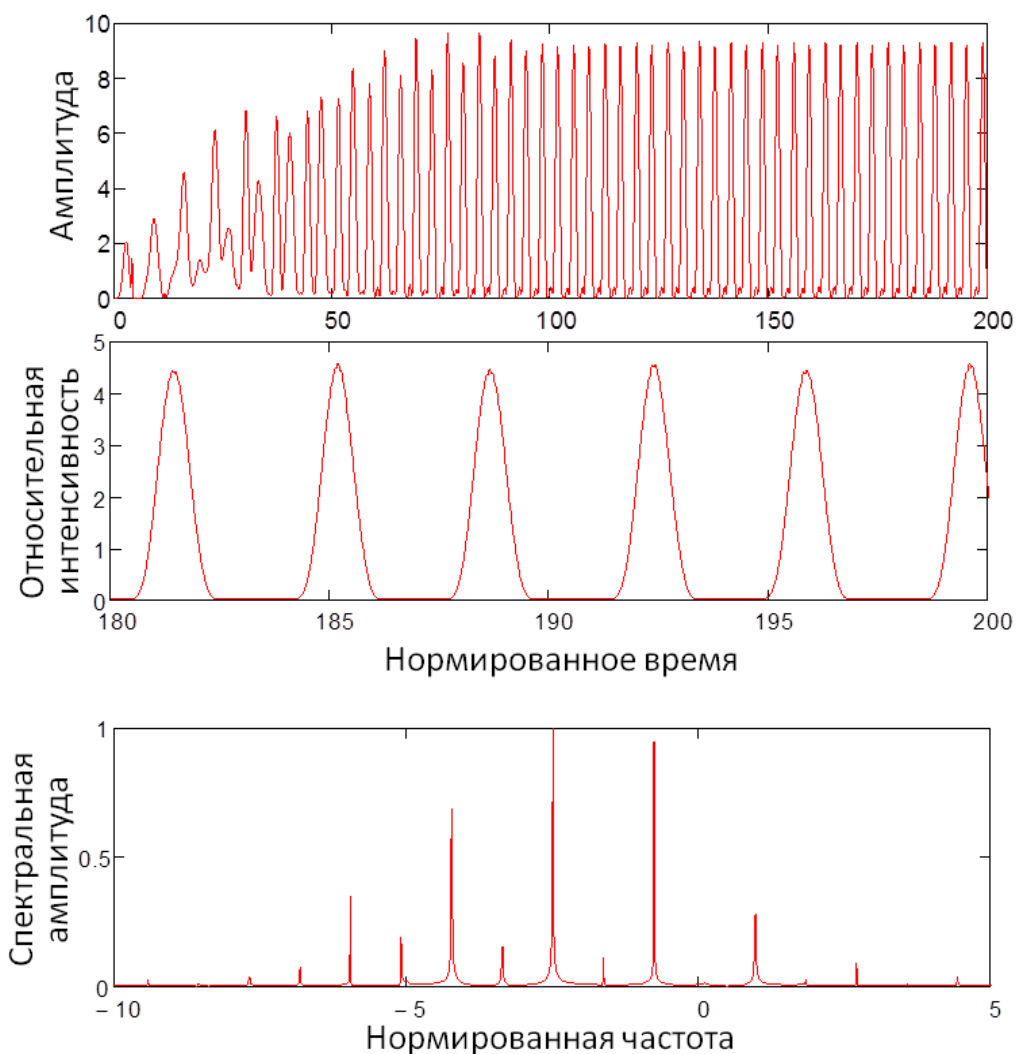 Амплитуда
10
8
6
4
2
0
0 50 100 150 200
Относительная
интенсивность
5
4
3
2
1
0
180 185 190 195 200
Нормированное время
Спектральная
амплитуда
1
0.5
0
– 10 – 5 0 5
Нормированная частота